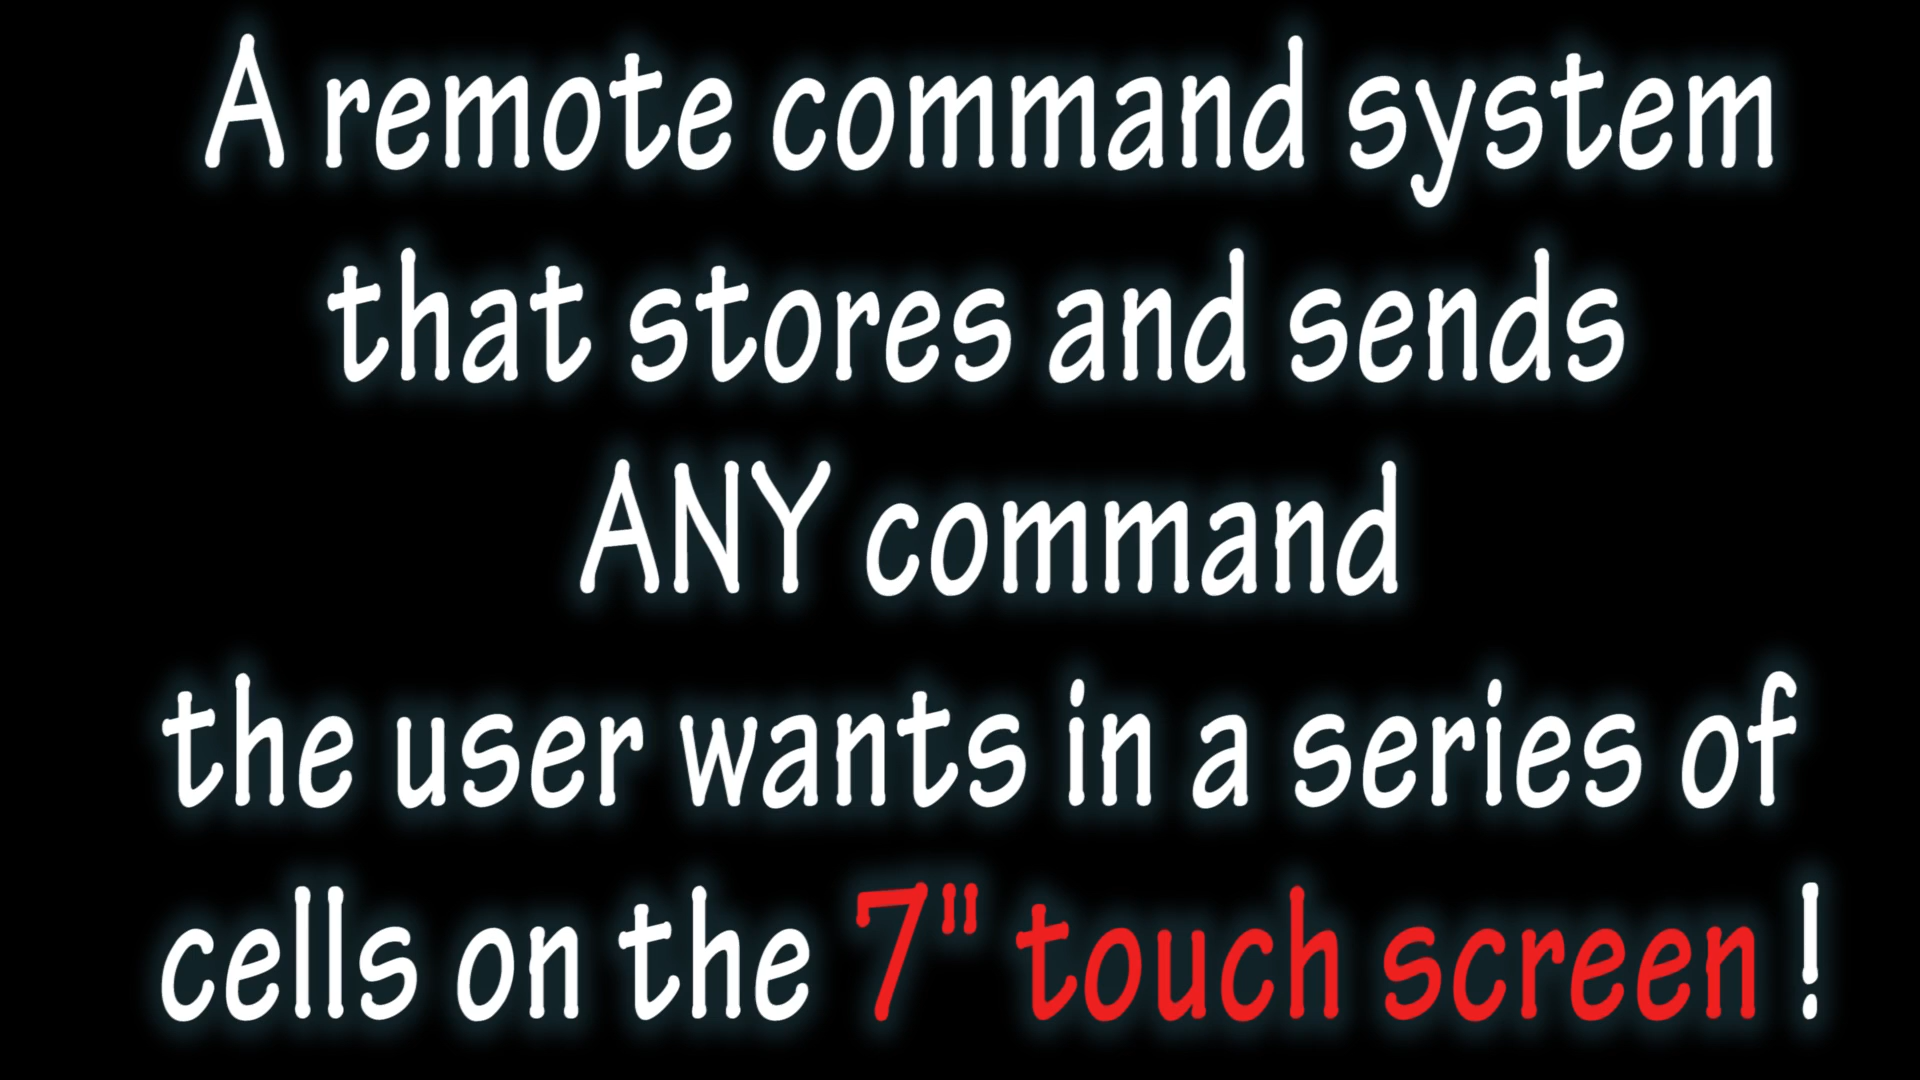 A remote command system
that stores and sends
ANY command
the user wants in a series of
cells on the 7" touch screen !